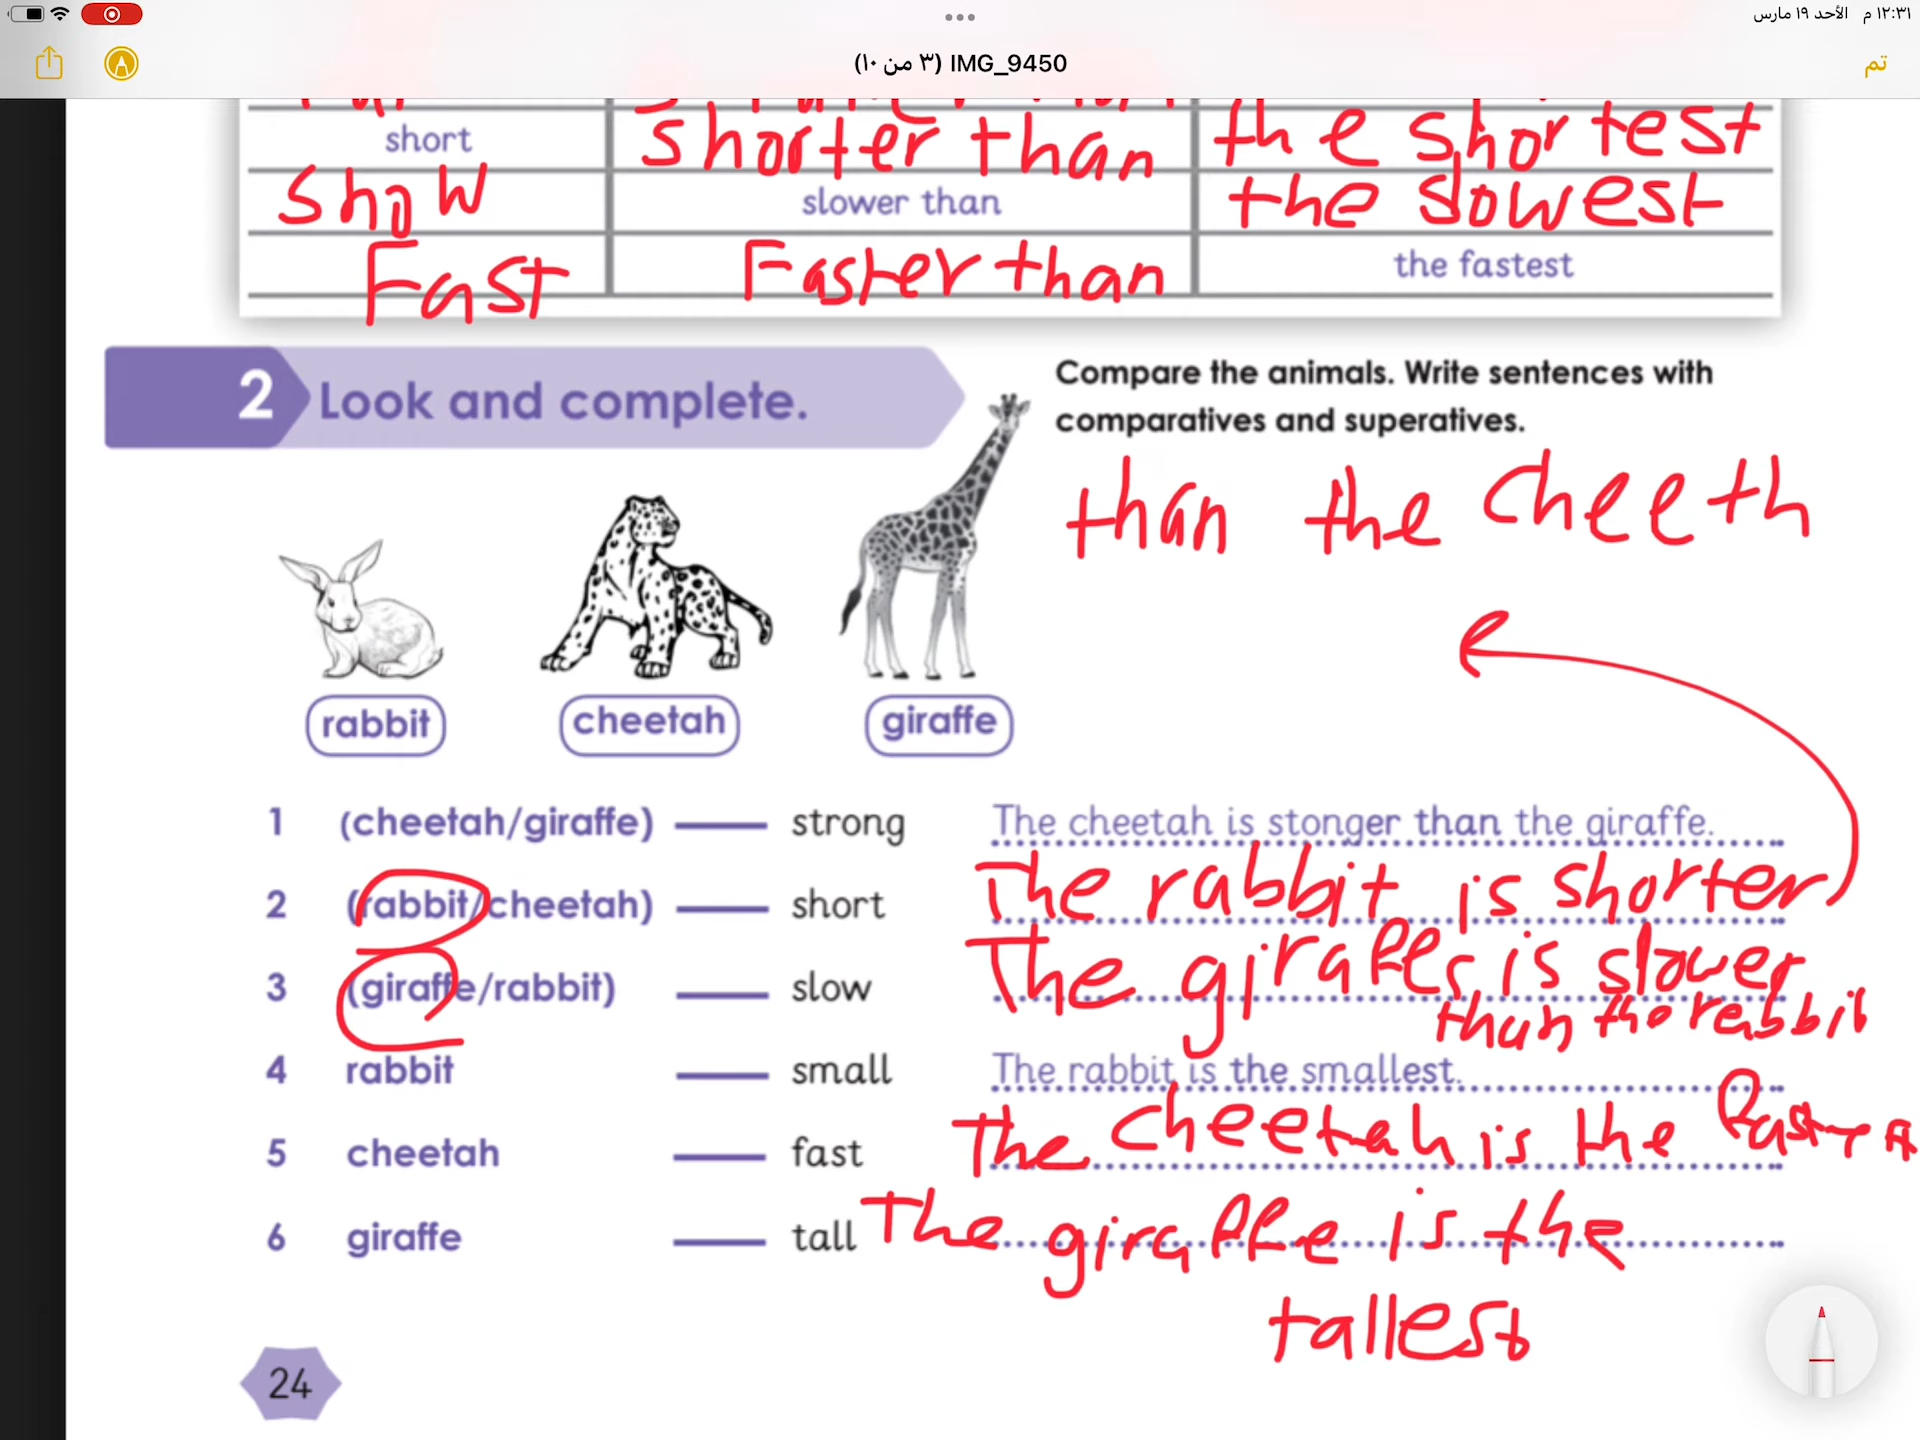 ١٢:٣١ م الأحد ١٩ مارس
IMG_9450 (٣ من ١٠)
تم
short shorter than the shortest
Show slower than the slowest
Fast Faster than the fastest
2 Look and complete.
Compare the animals. Write sentences with
comparatives and superatives.
than the cheeth
rabbit cheetah giraffe
1 (cheetah/giraffe) strong The cheetah is stonger than the giraffe.
2 (rabbit/cheetah) short The rabbit is shorter
3 (giraffe/rabbit) slow The giraffes is slower
than the rabbit
4 rabbit small The rabbit is the smallest.
5 cheetah fast The cheetah is the
6 giraffe tall The giraffe is the
tallest
24